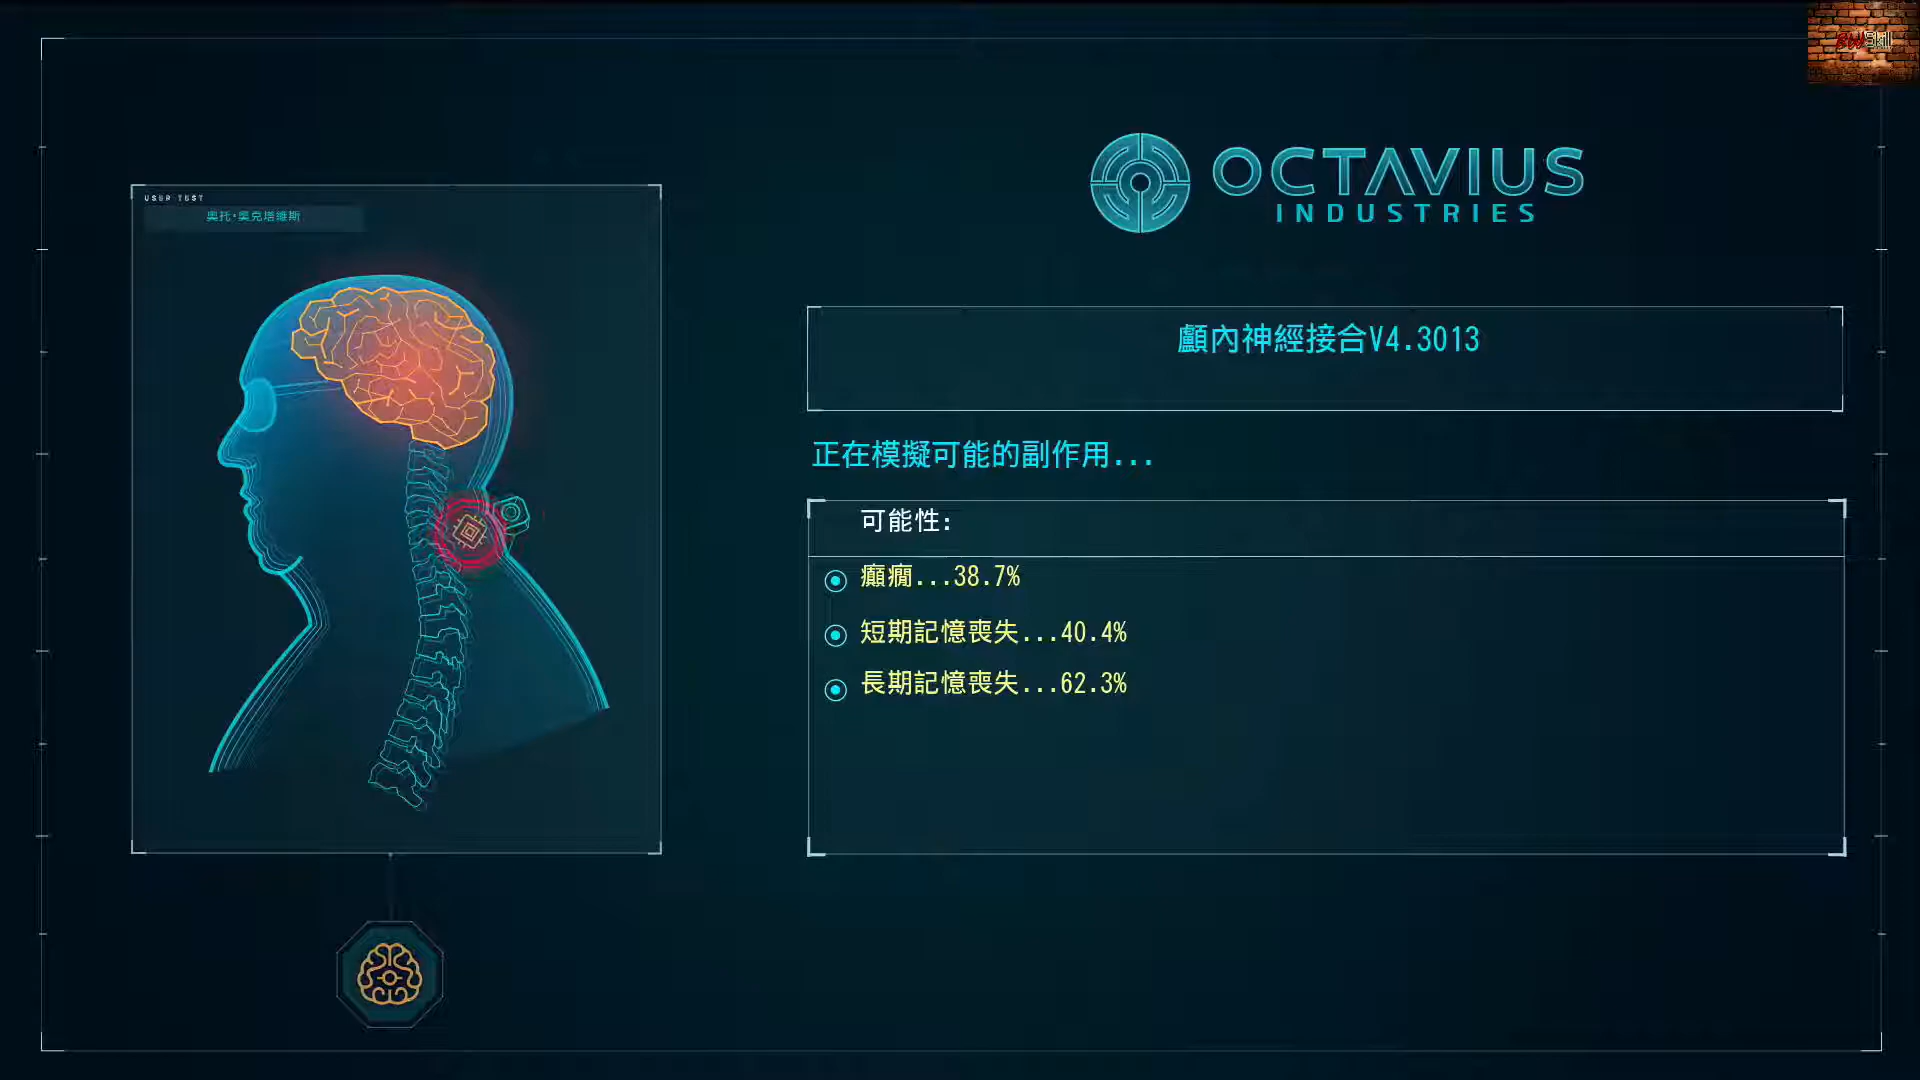 BWSkill
OCTAVIUS
INDUSTRIES
USER TEST
奧托·奧克塔維斯
顱內神經接合V4.3013
正在模擬可能的副作用...
可能性:
癲癇...38.7%
短期記憶喪失...40.4%
長期記憶喪失...62.3%